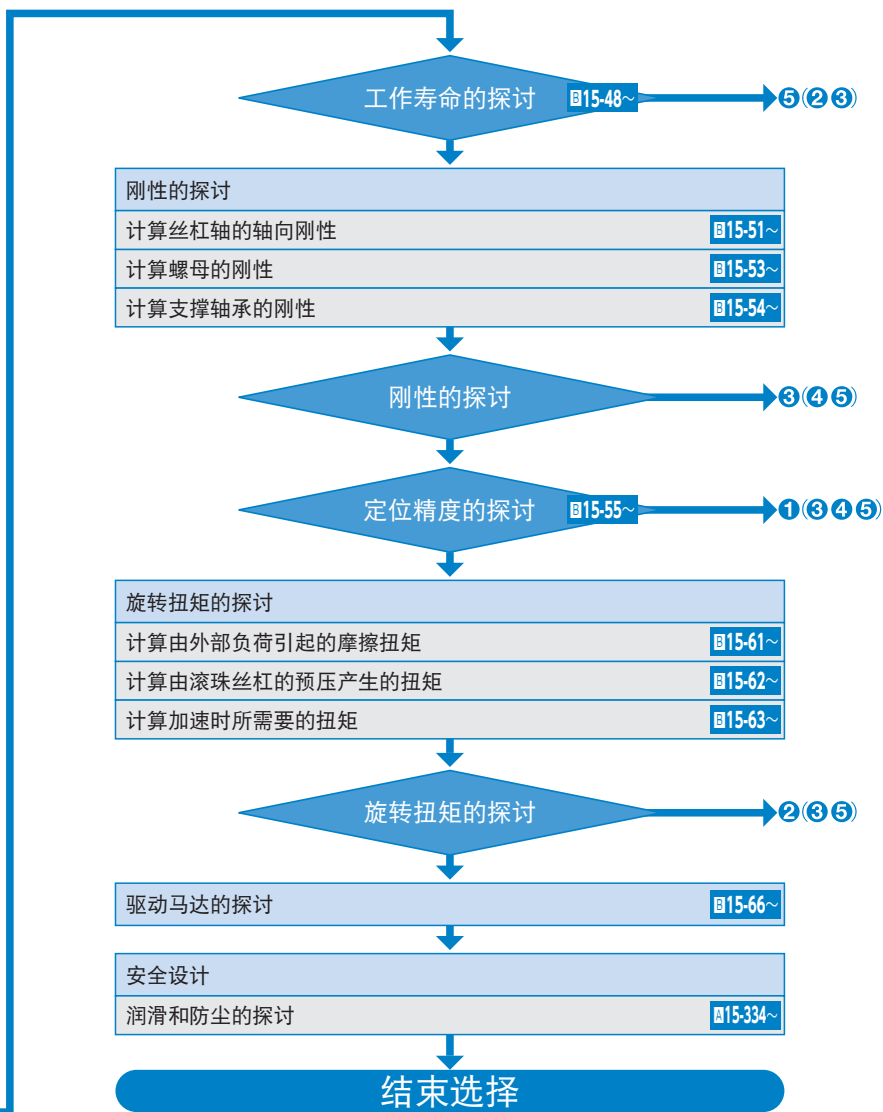 工作寿命的探讨 B15-48~ ❺(❷❸)
刚性的探讨
计算丝杠轴的轴向刚性 B15-51~
计算螺母的刚性 B15-53~
计算支撑轴承的刚性 B15-54~
刚性的探讨 ❸(❹❺)
定位精度的探讨 B15-55~ ❶(❸❹❺)
旋转扭矩的探讨
计算由外部负荷引起的摩擦扭矩 B15-61~
计算由滚珠丝杠的预压产生的扭矩 B15-62~
计算加速时所需要的扭矩 B15-63~
旋转扭矩的探讨 ❷(❸❺)
驱动马达的探讨 B15-66~
安全设计
润滑和防尘的探讨 A15-334~
结束选择